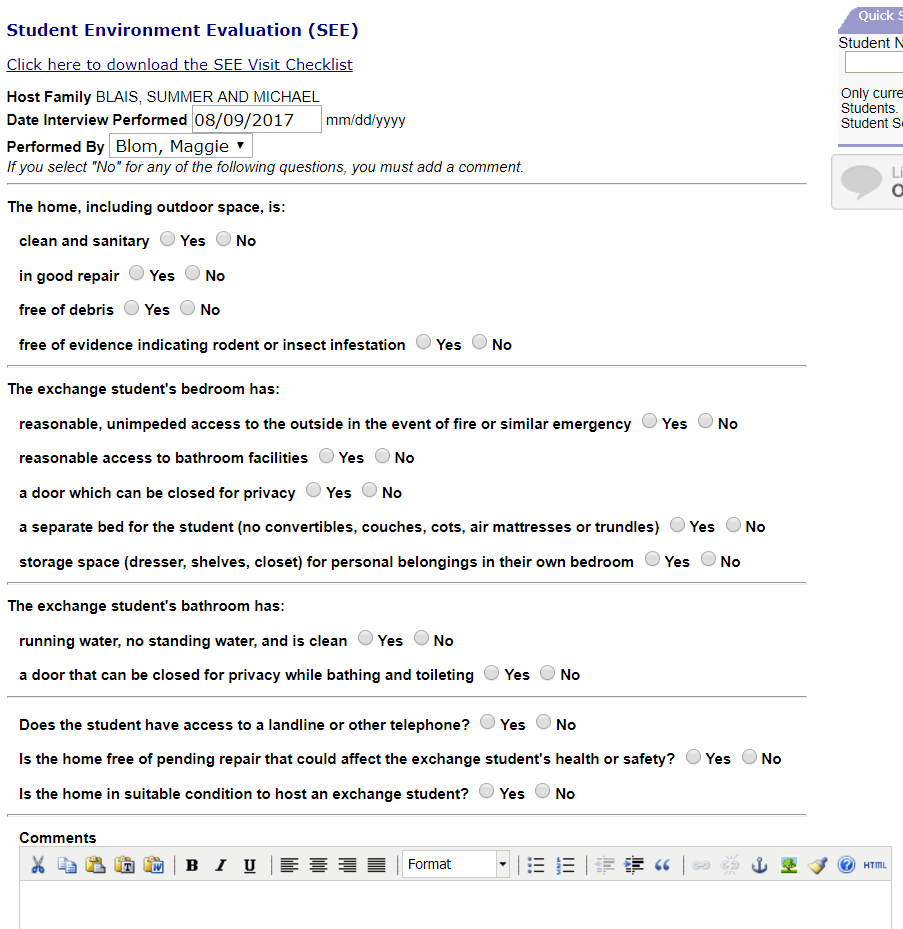 Student Environment Evaluation (SEE)
Click here to download the SEE Visit Checklist
Host Family BLAIS, SUMMER AND MICHAEL
Date Interview Performed 08/09/2017 mm/dd/yyyy
Performed By Blom, Maggie
If you select "No" for any of the following questions, you must add a comment.
The home, including outdoor space, is:
clean and sanitary Yes No
in good repair Yes No
free of debris Yes No
free of evidence indicating rodent or insect infestation Yes No
The exchange student's bedroom has:
reasonable, unimpeded access to the outside in the event of fire or similar emergency Yes No
reasonable access to bathroom facilities Yes No
a door which can be closed for privacy Yes No
a separate bed for the student (no convertibles, couches, cots, air mattresses or trundles) Yes No
storage space (dresser, shelves, closet) for personal belongings in their own bedroom Yes No
The exchange student's bathroom has:
running water, no standing water, and is clean Yes No
a door that can be closed for privacy while bathing and toileting Yes No
Does the student have access to a landline or other telephone? Yes No
Is the home free of pending repair that could affect the exchange student's health or safety? Yes No
Is the home in suitable condition to host an exchange student? Yes No
Comments
B I U Format HTML
Quick S
Student N
Only curre
Students.
Student S
Li
O